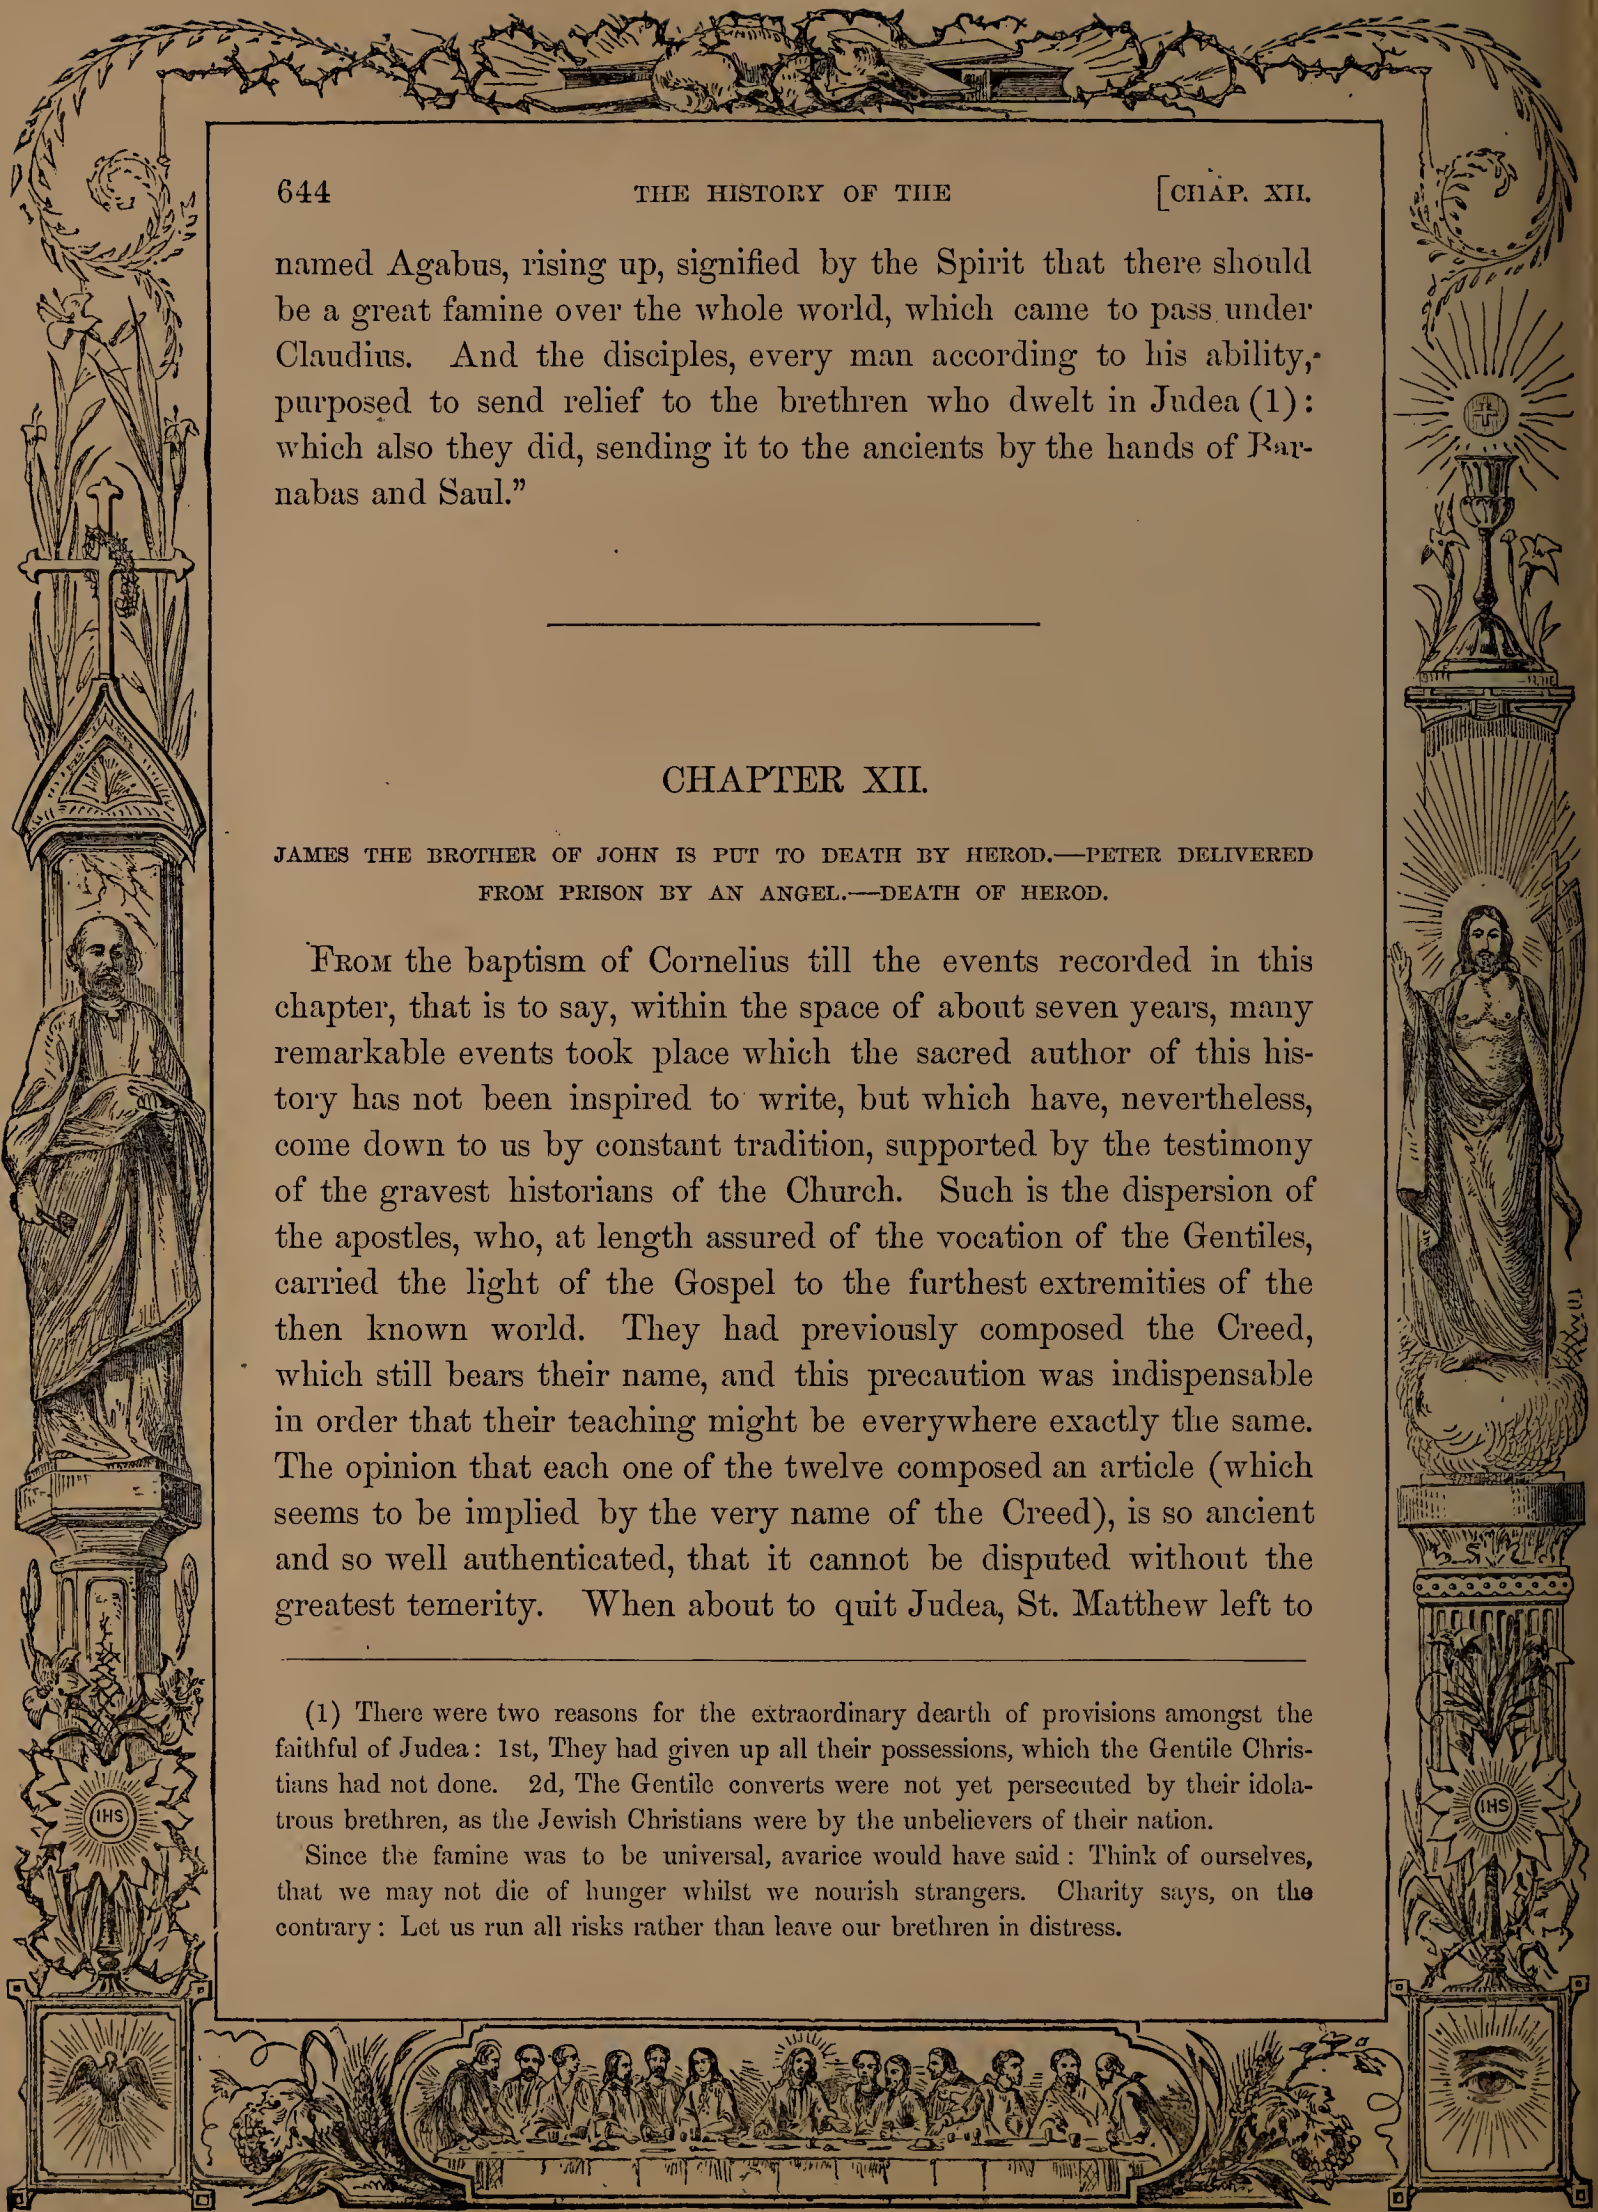 644 THE HISTORY OF THE [CHAP. XII.
named Agabus, rising up, signified by the Spirit that there should
be a great famine over the whole world, which came to pass under
Claudius. And the disciples, every man according to his ability,
purposed to send relief to the brethren who dwelt in Judea (1):
which also they did, sending it to the ancients by the hands of Bar-
nabas and Saul.”
CHAPTER XII.
JAMES THE BROTHER OF JOHN IS PUT TO DEATH BY HEROD.—PETER DELIVERED
FROM PRISON BY AN ANGEL.—DEATH OF HEROD.
FROM the baptism of Cornelius till the events recorded in this
chapter, that is to say, within the space of about seven years, many
remarkable events took place which the sacred author of this his-
tory has not been inspired to write, but which have, nevertheless,
come down to us by constant tradition, supported by the testimony
of the gravest historians of the Church. Such is the dispersion of
the apostles, who, at length assured of the vocation of the Gentiles,
carried the light of the Gospel to the furthest extremities of the
then known world. They had previously composed the Creed,
which still bears their name, and this precaution was indispensable
in order that their teaching might be everywhere exactly the same.
The opinion that each one of the twelve composed an article (which
seems to be implied by the very name of the Creed), is so ancient
and so well authenticated, that it cannot be disputed without the
greatest temerity. When about to quit Judea, St. Matthew left to
(1) There were two reasons for the extraordinary dearth of provisions amongst the
faithful of Judea: 1st, They had given up all their possessions, which the Gentile Chris-
tians had not done. 2d, The Gentile converts were not yet persecuted by their idola-
trous brethren, as the Jewish Christians were by the unbelievers of their nation.
Since the famine was to be universal, avarice would have said: Think of ourselves,
that we may not die of hunger whilst we nourish strangers. Charity says, on the
contrary: Let us run all risks rather than leave our brethren in distress.
IHS
IHS